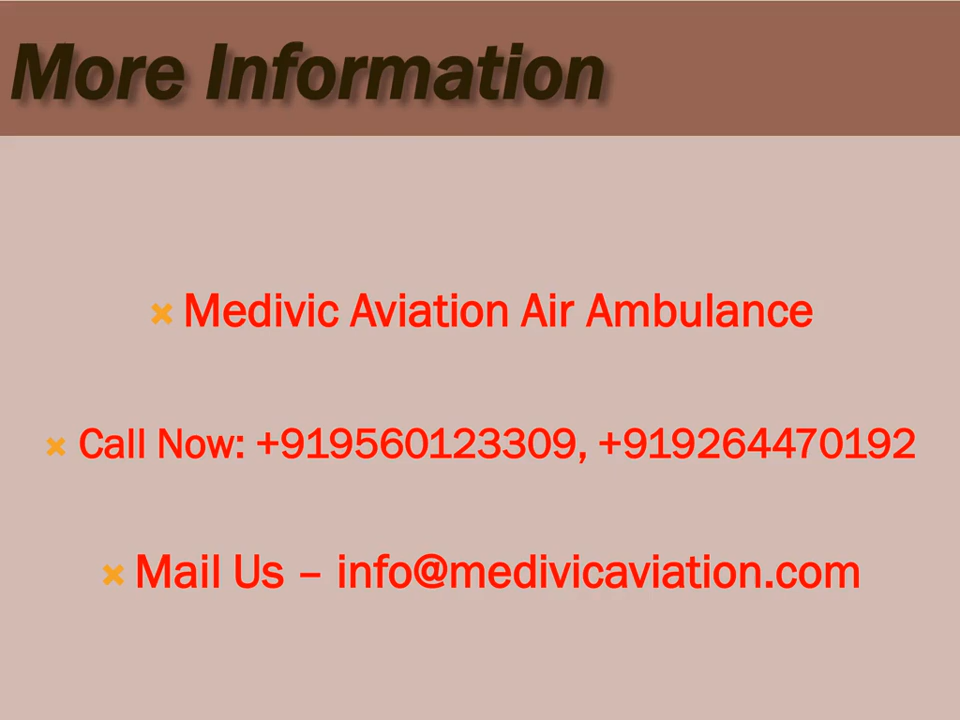 More Information
Medivic Aviation Air Ambulance
Call Now: +919560123309, +919264470192
Mail Us – info@medivicaviation.com